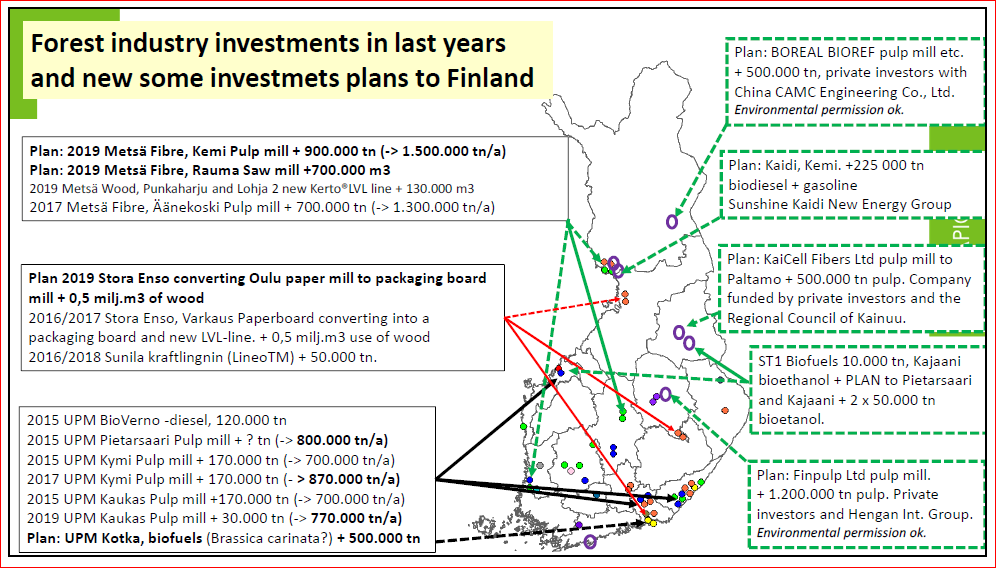 Forest industry investments in last years
and new some investmets plans to Finland
Plan: 2019 Metsä Fibre, Kemi Pulp mill + 900.000 tn (-> 1.500.000 tn/a)
Plan: 2019 Metsä Fibre, Rauma Saw mill +700.000 m3
2019 Metsä Wood, Punkaharju and Lohja 2 new Kerto®LVL line + 130.000 m3
2017 Metsä Fibre, Äänekoski Pulp mill + 700.000 tn (-> 1.300.000 tn/a)
Plan 2019 Stora Enso converting Oulu paper mill to packaging board
mill + 0,5 milj.m3 of wood
2016/2017 Stora Enso, Varkaus Paperboard converting into a
packaging board and new LVL-line. + 0,5 milj.m3 use of wood
2016/2018 Sunila kraftlingnin (LineoTM) + 50.000 tn.
2015 UPM BioVerno -diesel, 120.000 tn
2015 UPM Pietarsaari Pulp mill + ? tn (-> 800.000 tn/a)
2015 UPM Kymi Pulp mill + 170.000 tn (-> 700.000 tn/a)
2017 UPM Kymi Pulp mill + 170.000 tn (- > 870.000 tn/a)
2015 UPM Kaukas Pulp mill +170.000 tn (-> 700.000 tn/a)
2019 UPM Kaukas Pulp mill + 30.000 tn (-> 770.000 tn/a)
Plan: UPM Kotka, biofuels (Brassica carinata?) + 500.000 tn
Plan: BOREAL BIOREF pulp mill etc.
+ 500.000 tn, private investors with
China CAMC Engineering Co., Ltd.
Environmental permission ok.
Plan: Kaidi, Kemi. +225 000 tn
biodiesel + gasoline
Sunshine Kaidi New Energy Group
Plan: KaiCell Fibers Ltd pulp mill to
Paltamo + 500.000 tn pulp. Company
funded by private investors and the
Regional Council of Kainuu.
ST1 Biofuels 10.000 tn, Kajaani
bioethanol + PLAN to Pietarsaari
and Kajaani + 2 x 50.000 tn
bioetanol.
Plan: Finpulp Ltd pulp mill.
+ 1.200.000 tn pulp. Private
investors and Hengan Int. Group.
Environmental permission ok.